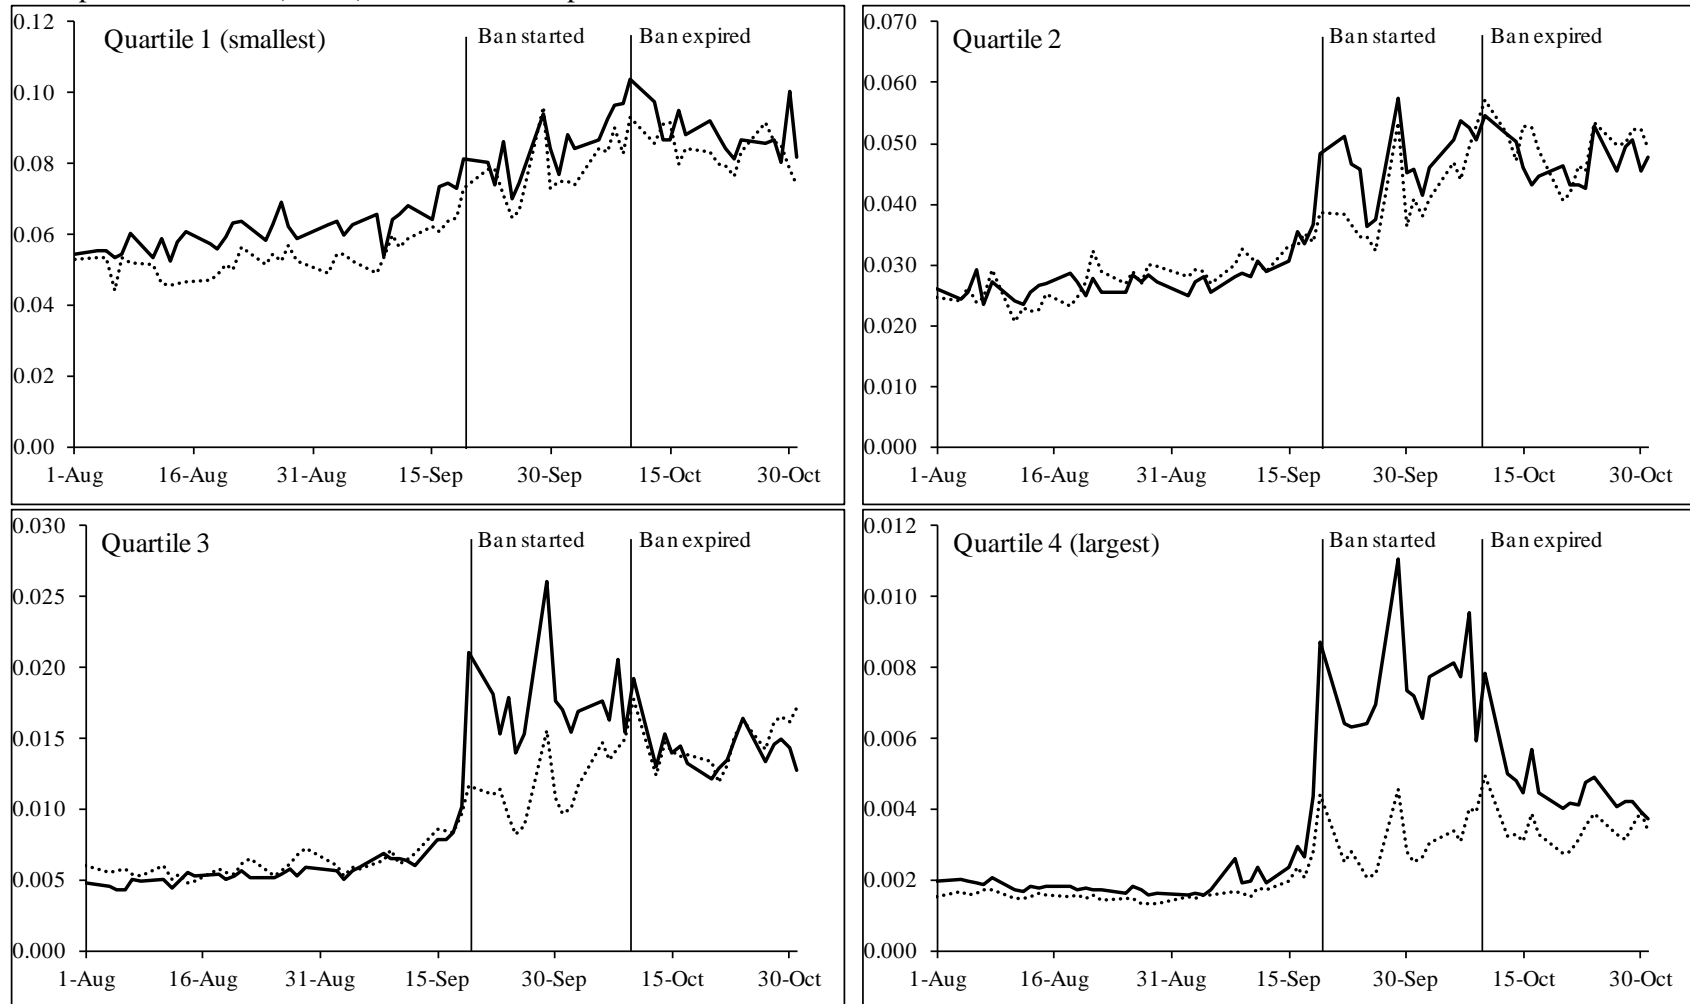 Quartile 1 (smallest)
Ban started
Ban expired
0.12
0.10
0.08
0.06
0.04
0.02
0.00
1-Aug 16-Aug 31-Aug 15-Sep 30-Sep 15-Oct 30-Oct
Quartile 2
Ban started
Ban expired
0.070
0.060
0.050
0.040
0.030
0.020
0.010
0.000
1-Aug 16-Aug 31-Aug 15-Sep 30-Sep 15-Oct 30-Oct
Quartile 3
Ban started
Ban expired
0.030
0.025
0.020
0.015
0.010
0.005
0.000
1-Aug 16-Aug 31-Aug 15-Sep 30-Sep 15-Oct 30-Oct
Quartile 4 (largest)
Ban started
Ban expired
0.012
0.010
0.008
0.006
0.004
0.002
0.000
1-Aug 16-Aug 31-Aug 15-Sep 30-Sep 15-Oct 30-Oct